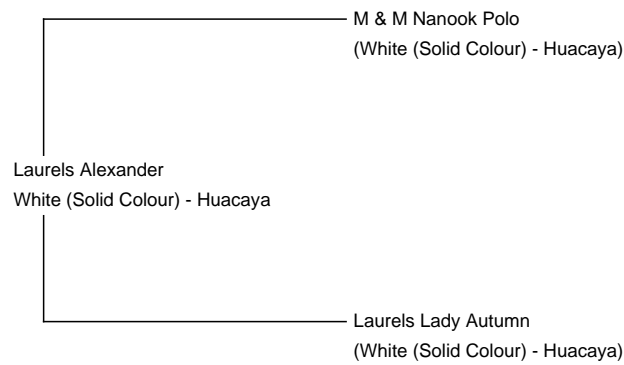 M & M Nanook Polo
(White (Solid Colour) - Huacaya)
Laurels Alexander
White (Solid Colour) - Huacaya
Laurels Lady Autumn
(White (Solid Colour) - Huacaya)